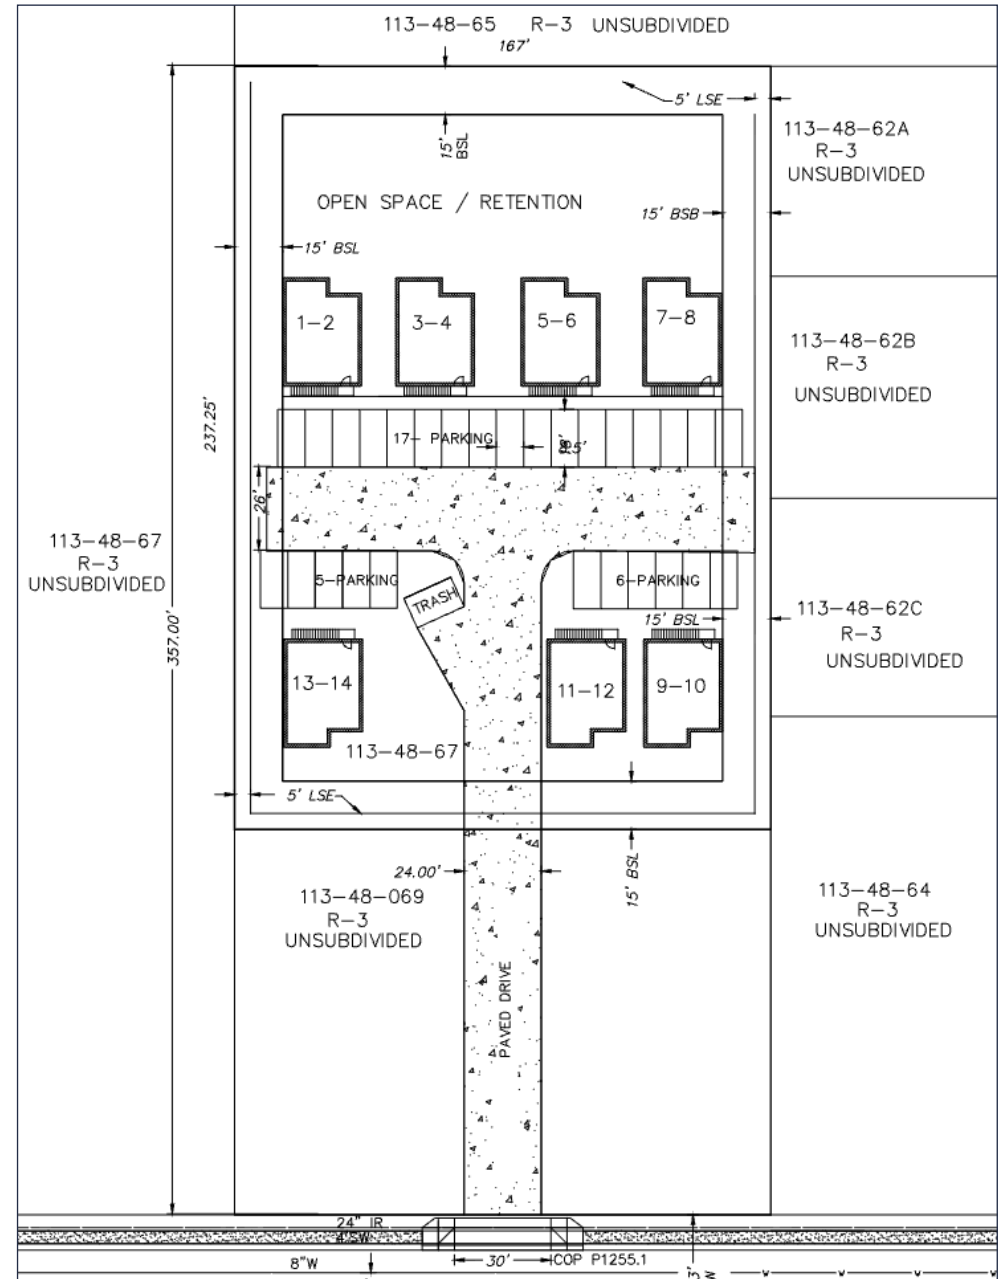 113-48-65 R-3 UNSUBDIVIDED
167'
5' LSE
113-48-62A
R-3
UNSUBDIVIDED
15'
BSL
OPEN SPACE / RETENTION
15' BSB
15' BSL
1-2
3-4
5-6
7-8
113-48-62B
R-3
UNSUBDIVIDED
237.25'
17- PARKING
26'
113-48-67
R-3
UNSUBDIVIDED
5-PARKING
6-PARKING
TRASH
15' BSL
113-48-62C
R-3
UNSUBDIVIDED
357.00'
13-14
11-12
9-10
113-48-67
5' LSE
24.00'
15' BSL
113-48-069
R-3
UNSUBDIVIDED
113-48-64
R-3
UNSUBDIVIDED
PAVED DRIVE
24" IR
4'SW
8"W
30'
COP P1255.1